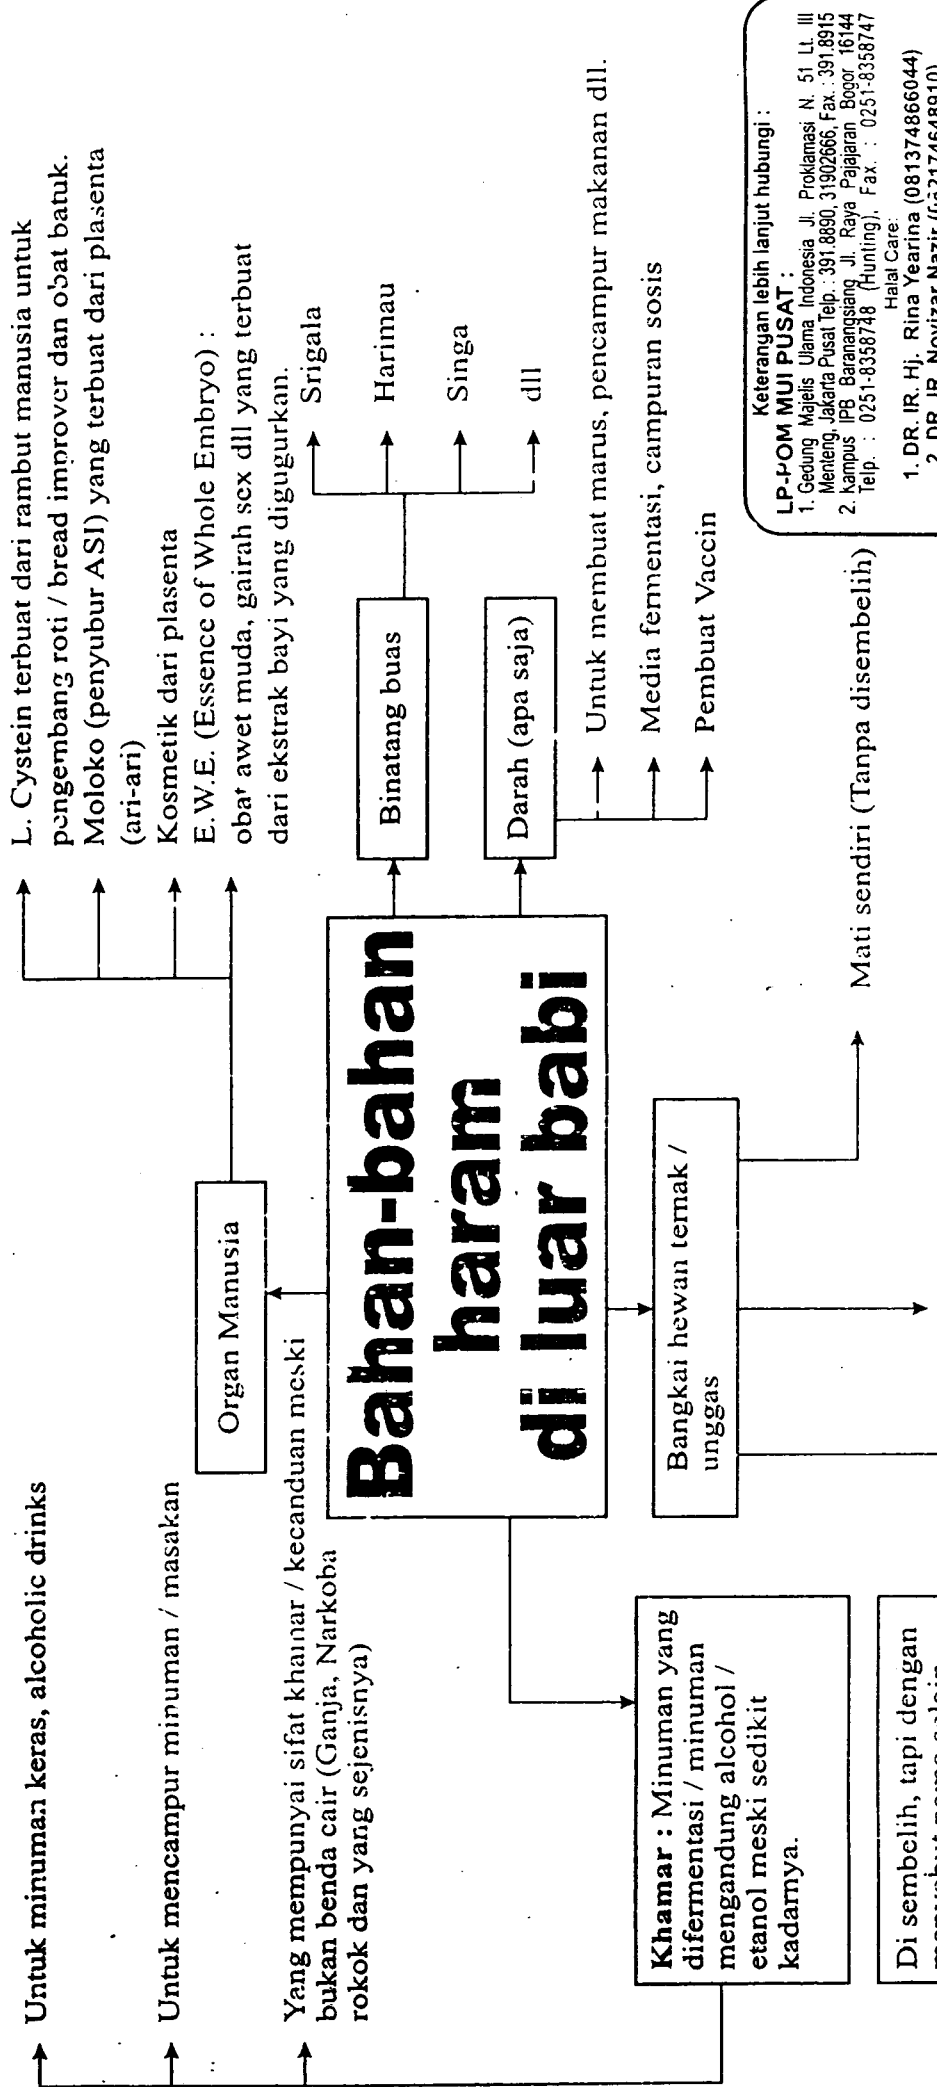 Untuk minuman keras, alcoholic drinks
Untuk mencampur minuman / masakan
Yang mempunyai sifat khamar / kecanduan meski
bukan benda cair (Ganja, Narkoba
rokok dan yang sejenisnya)
L. Cystein terbuat dari rambut manusia untuk
pengembang roti / bread improver dan obat batuk.
Moloko (penyubur ASI) yang terbuat dari plasenta
(ari-ari)
Kosmetik dari plasenta
E.W.E. (Essence of Whole Embryo) :
obat awet muda, gairah sex dll yang terbuat
dari ekstrak bayi yang digugurkan.
Organ Manusia
Bahan-bahan
haram
di luar babi
Binatang buas
Srigala
Harimau
Singa
dll
Darah (apa saja)
Untuk membuat marus, pencampur makanan dll.
Media fermentasi, campuran sosis
Pembuat Vaccin
Khamar : Minuman yang
difermentasi / minuman
mengandung alcohol /
etanol meski sedikit
kadarnya.
Bangkai hewan ternak /
unggas
Mati sendiri (Tanpa disembelih)
Di sembelih, tapi dengan
menyebut nama selain
Keterangan lebih lanjut hubungi :
LP-POM MUI PUSAT :
1. Gedung Majelis Ulama Indonesia Jl. Proklamasi N. 51 Lt. III
Menteng, Jakarta Pusat Telp. : 391.8890, 31902666, Fax. : 391.8915
2. Kampus IPB Baranangsiang Jl. Raya Pajajaran Bogor 16144
Telp. : 0251-8358748 (Hunting), Fax. : 0251-8358747
Halal Care:
1. DR. IR. Hj. Rina Yearina (081374866044)
2. DR. IR. Novizar Nazir